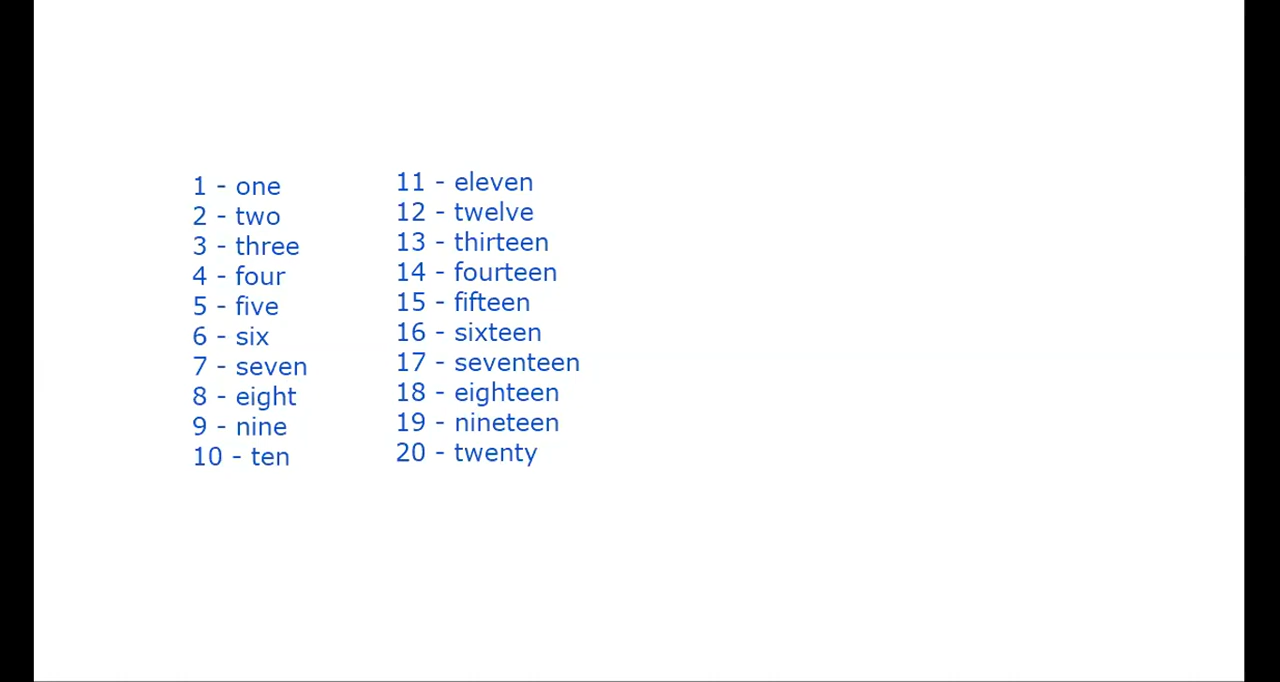 1 - one
2 - two
3 - three
4 - four
5 - five
6 - six
7 - seven
8 - eight
9 - nine
10 - ten
11 - eleven
12 - twelve
13 - thirteen
14 - fourteen
15 - fifteen
16 - sixteen
17 - seventeen
18 - eighteen
19 - nineteen
20 - twenty